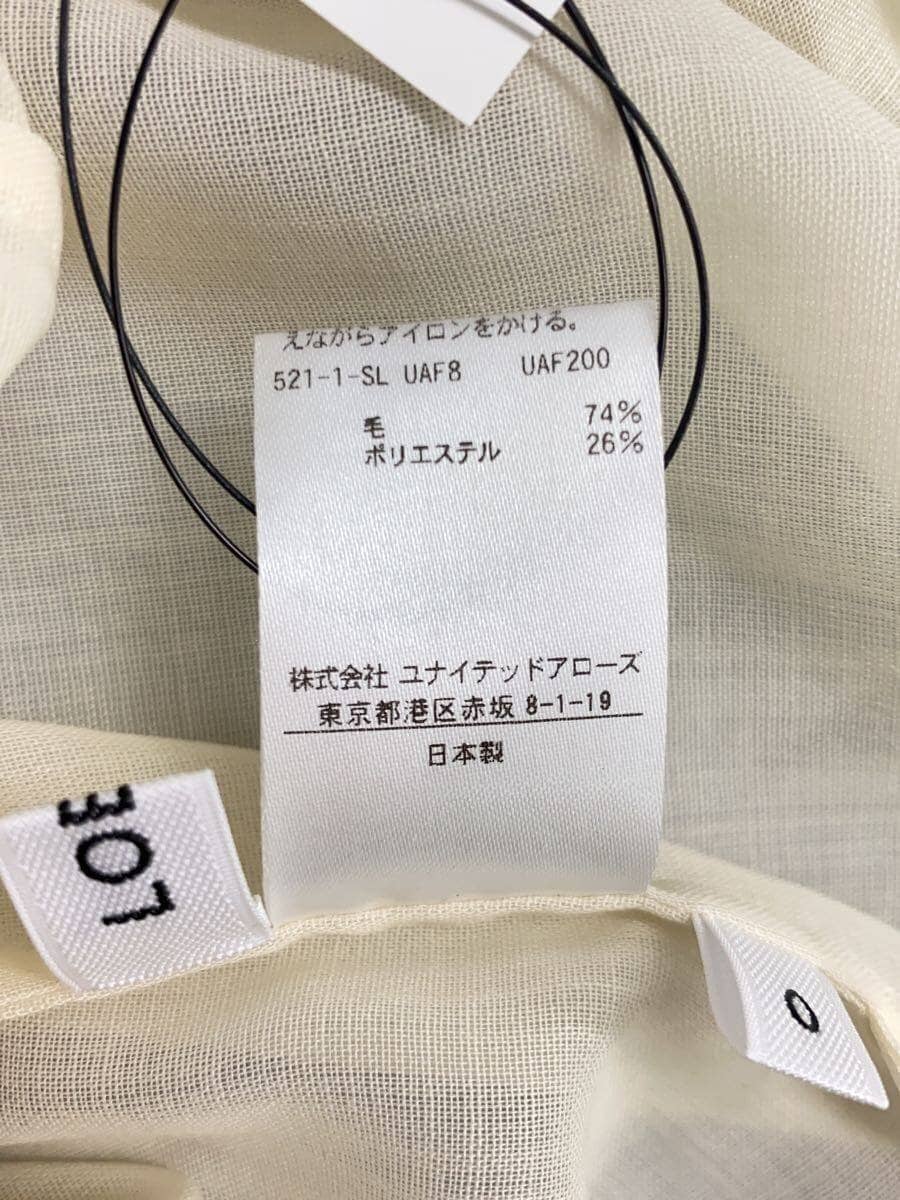 えながらアイロンをかける。
521-1-SL UAF8 UAF200
毛 74%
ポリエステル 26%
株式会社 ユナイテッドアローズ
東京都港区赤坂 8-1-19
日本製
0